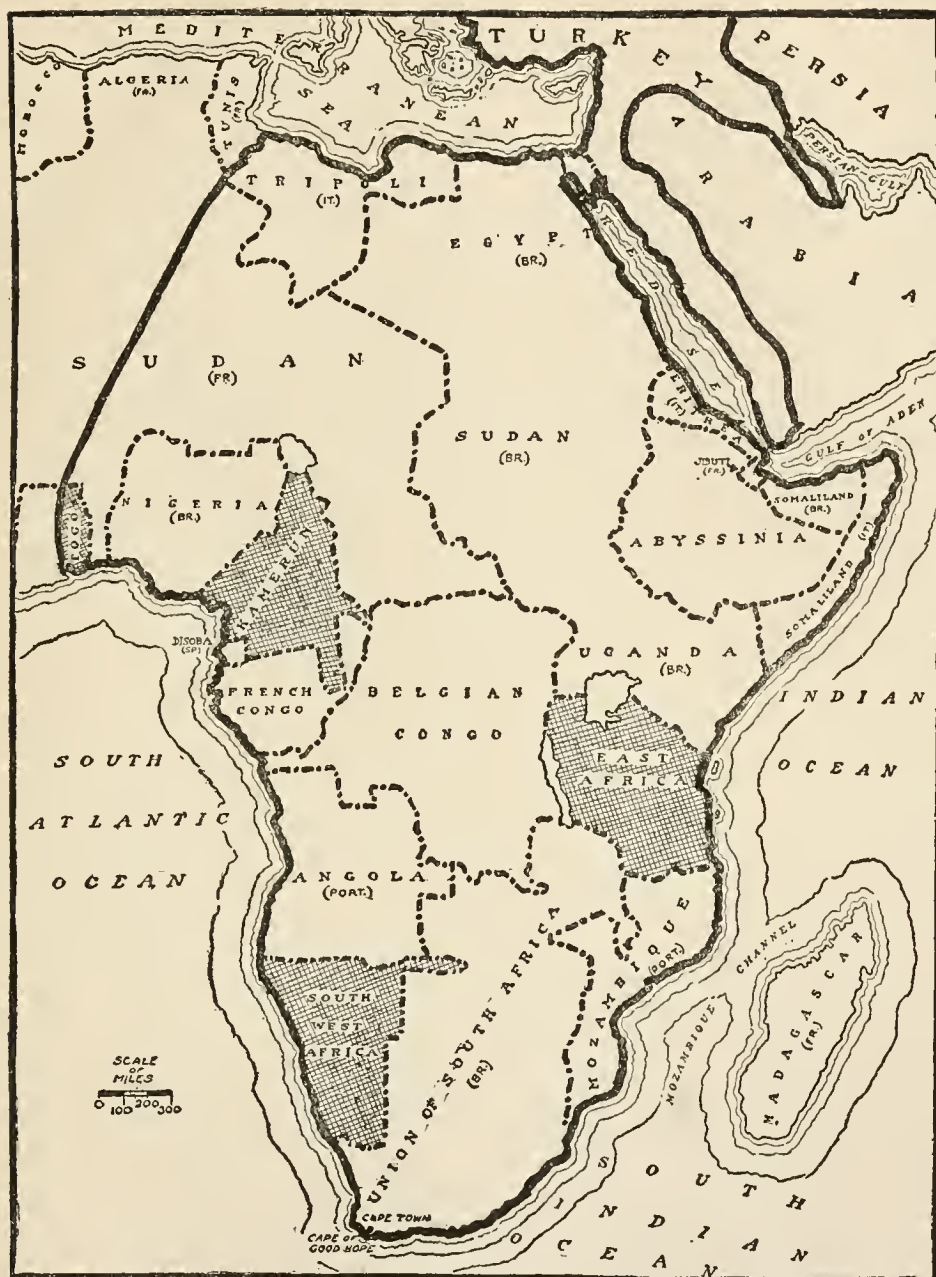 MEDITERRANEAN
SEA
TURKEY
PERSIA
MOROCCO
ALGERIA
(FR.)
TUNIS
(FR.)
PERSIAN GULF
ARABIA
TRIPOLI
(IT.)
EGYPT
(BR.)
RED SEA
SUDAN
(FR.)
ERITREA
(IT.)
SUDAN
(BR.)
GULF OF ADEN
JIBUTI
(FR.)
NIGERIA
(BR.)
SOMALILAND
(BR.)
TOGO
ABYSSINIA
SOMALILAND
(IT.)
KAMERUN
DISOBA
(SP.)
UGANDA
(BR.)
FRENCH
CONGO
BELGIAN
CONGO
INDIAN
OCEAN
EAST
AFRICA
SOUTH
ATLANTIC
OCEAN
ANGOLA
(PORT.)
MOZAMBIQUE
(PORT.)
MOZAMBIQUE CHANNEL
MADAGASCAR
(FR.)
SOUTH
WEST
AFRICA
UNION OF SOUTH AFRICA
(BR.)
SCALE
OF
MILES
0 100 200 300
CAPE TOWN
CAPE OF
GOOD HOPE
SOUTH
INDIAN
OCEAN